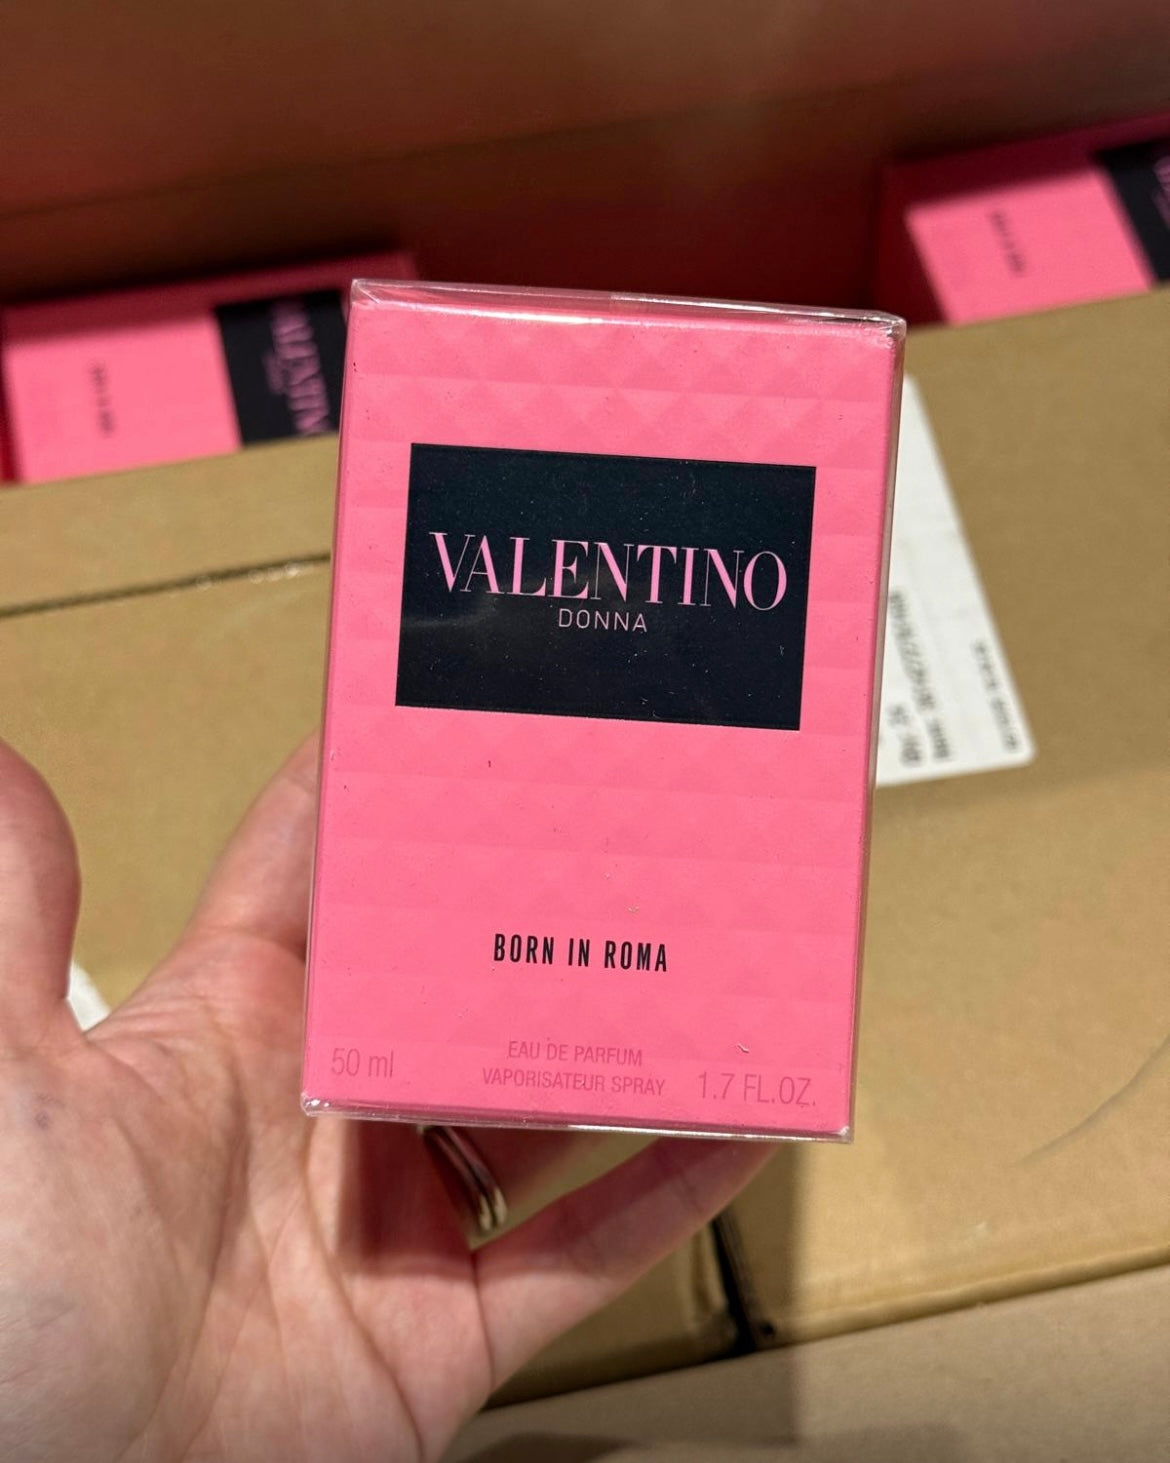 VALENTINO
DONNA
BORN IN ROMA
EAU DE PARFUM
50 ml VAPORISATEUR SPRAY 1.7 FL.OZ.